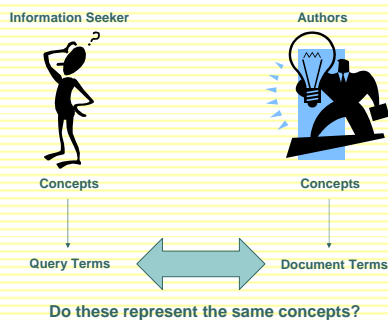 Information Seeker
Authors
?
Concepts
Concepts
Query Terms
Document Terms
Do these represent the same concepts?